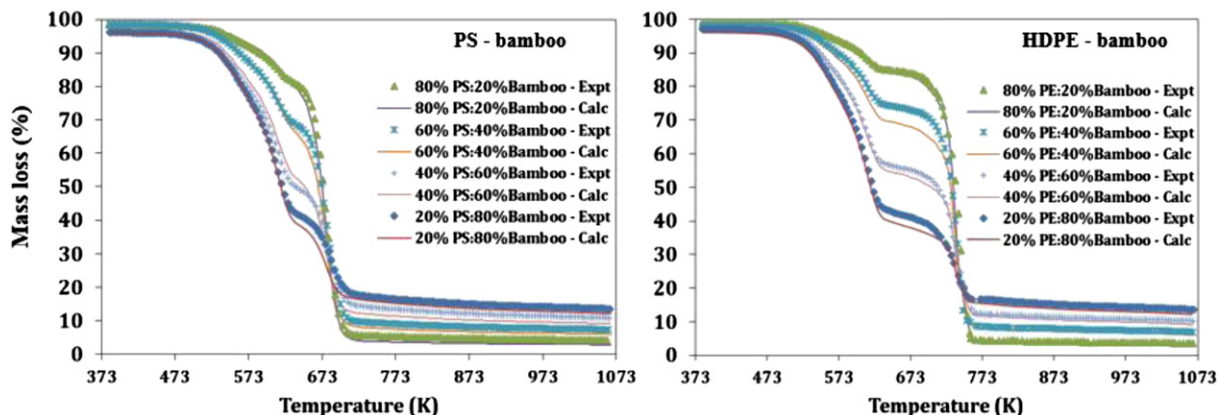 PS - bamboo
Mass loss (%)
100
90
80
70
60
50
40
30
20
10
0
80% PS:20%Bamboo - Expt
80% PS:20%Bamboo - Calc
60% PS:40%Bamboo - Expt
60% PS:40%Bamboo - Calc
40% PS:60%Bamboo - Expt
40% PS:60%Bamboo - Calc
20% PS:80%Bamboo - Expt
20% PS:80%Bamboo - Calc
373 473 573 673 773 873 973 1073
Temperature (K)
HDPE - bamboo
100
90
80
70
60
50
40
30
20
10
0
80% PE:20%Bamboo - Expt
80% PE:20%Bamboo - Calc
60% PE:40%Bamboo - Expt
60% PE:40%Bamboo - Calc
40% PE:60%Bamboo - Expt
40% PE:60%Bamboo - Calc
20% PE:80%Bamboo - Expt
20% PE:80%Bamboo - Calc
373 473 573 673 773 873 973 1073
Temperature (K)